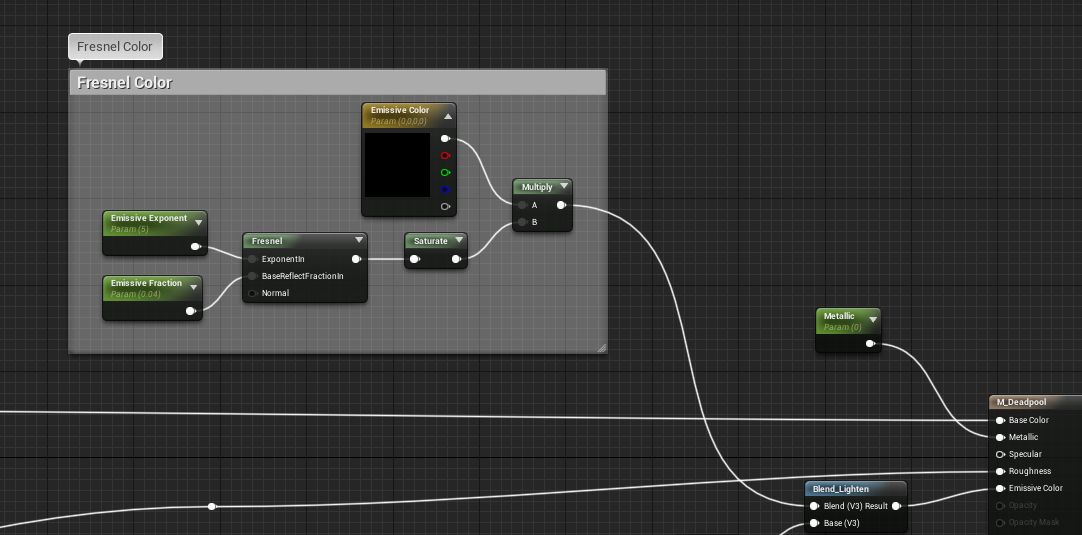 Fresnel Color
Fresnel Color
Emissive Color
Param (0,0,0,0)
Multiply
A
B
Emissive Exponent
Param (5)
Fresnel
ExponentIn
BaseReflectFractionIn
Normal
Saturate
Emissive Fraction
Param (0.04)
Metallic
Param (0)
M_Deadpool
Base Color
Metallic
Specular
Roughness
Emissive Color
Opacity
Opacity Mask
Blend_Lighten
Blend (V3) Result
Base (V3)